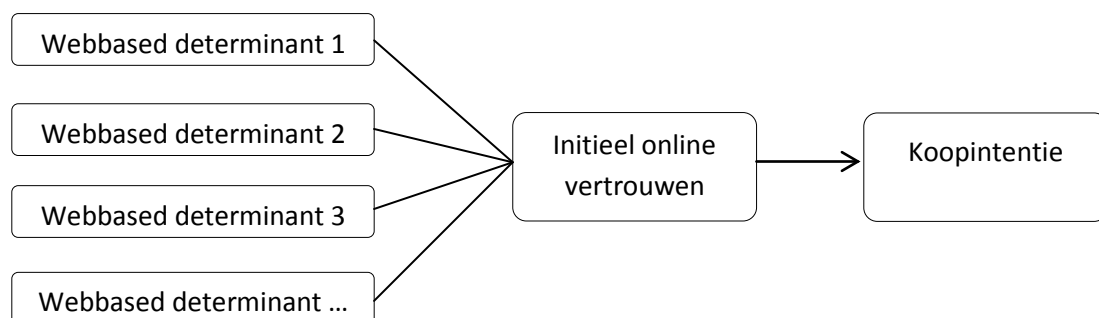 Webbased determinant 1
Webbased determinant 2
Webbased determinant 3
Webbased determinant ...
Initieel online
vertrouwen
Koopintentie